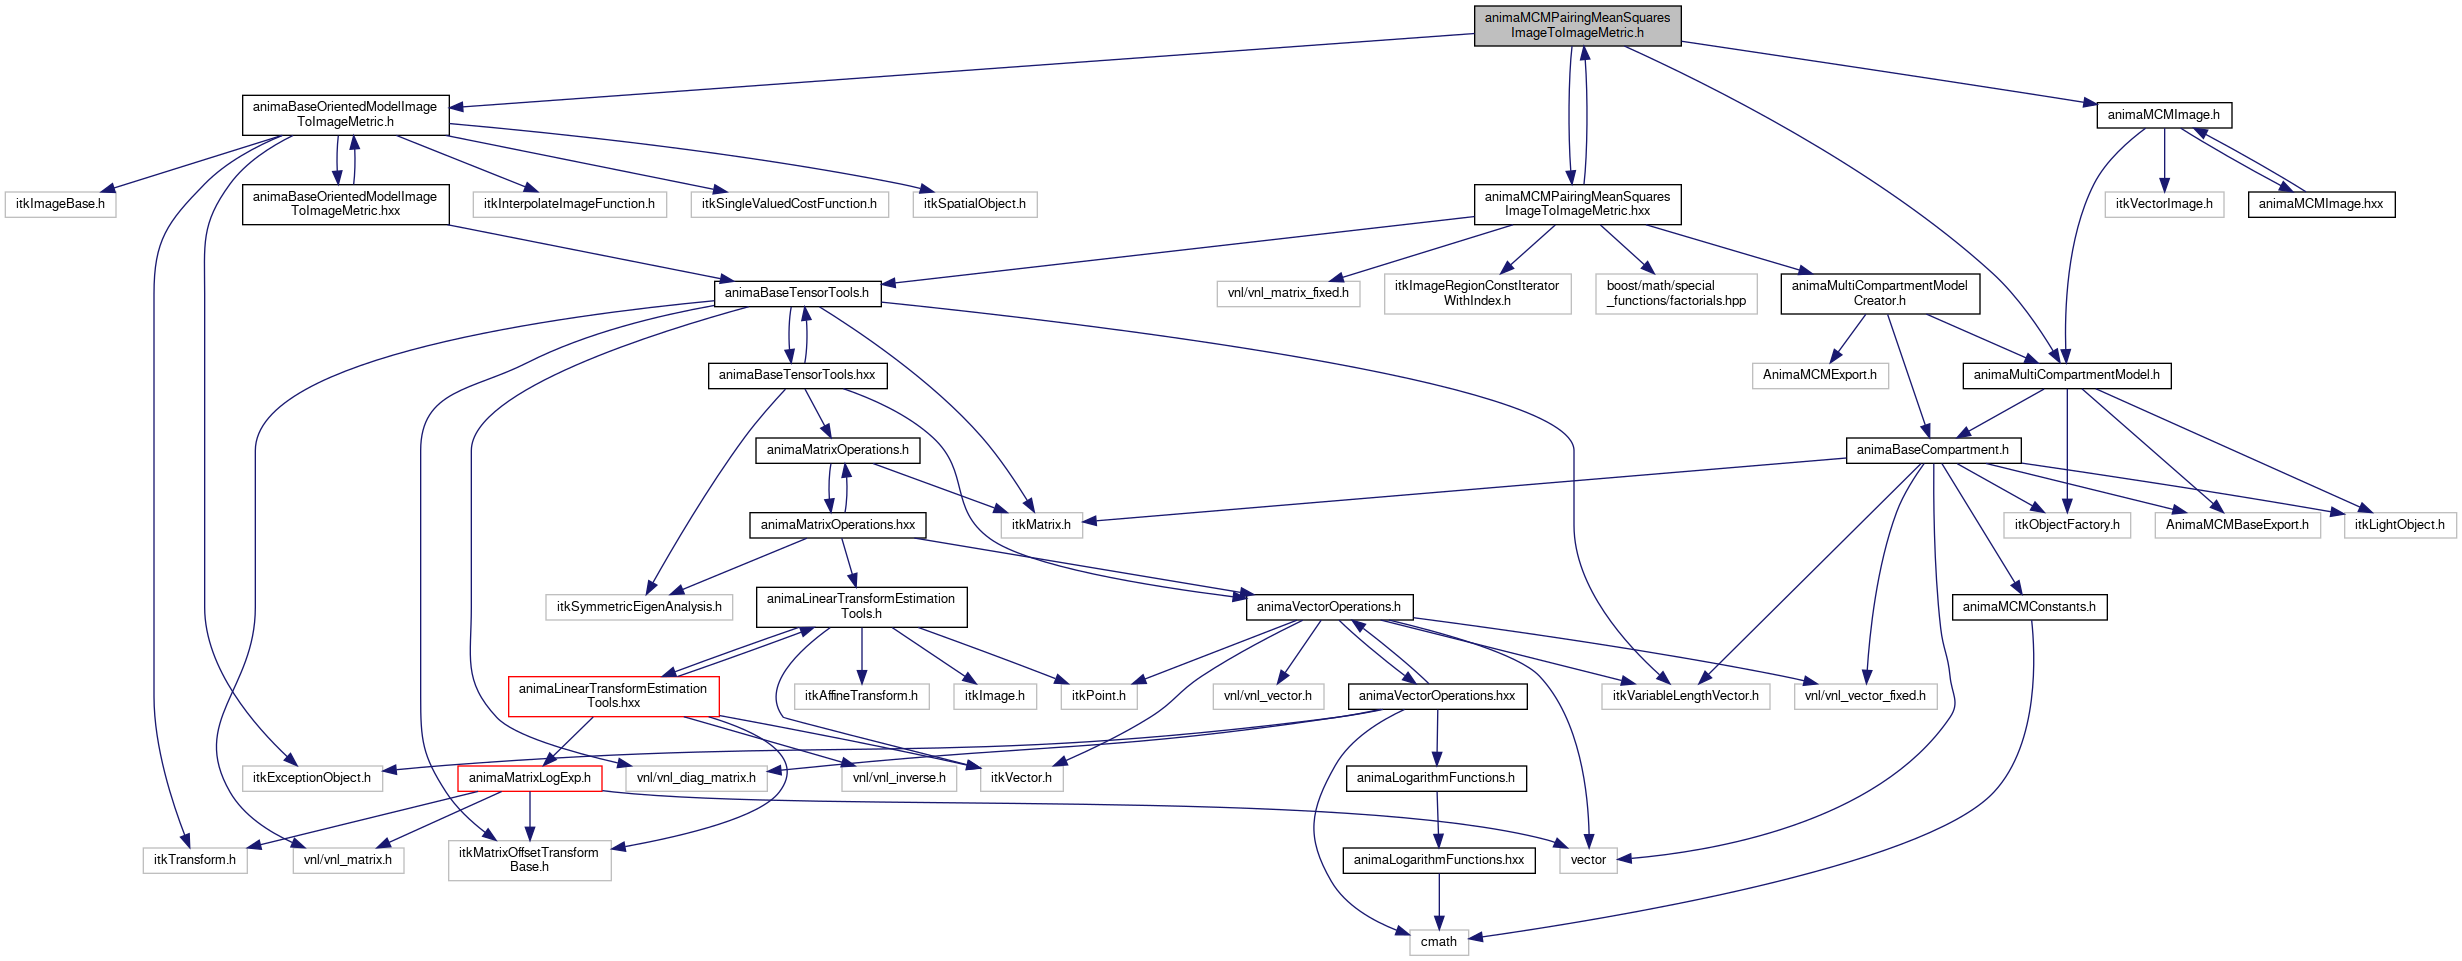 animaMCMPairingMeanSquares
ImageToImageMetric.h
animaBaseOrientedModelImage
ToImageMetric.h
animaMCMImage.h
itkImageBase.h
animaBaseOrientedModelImage
ToImageMetric.hxx
itkInterpolateImageFunction.h
itkSingleValuedCostFunction.h
itkSpatialObject.h
animaMCMPairingMeanSquares
ImageToImageMetric.hxx
itkVectorImage.h
animaMCMImage.hxx
animaBaseTensorTools.h
vnl/vnl_matrix_fixed.h
itkImageRegionConstIterator
WithIndex.h
boost/math/special
_functions/factorials.hpp
animaMultiCompartmentModel
Creator.h
animaBaseTensorTools.hxx
AnimaMCMExport.h
animaMultiCompartmentModel.h
animaMatrixOperations.h
animaBaseCompartment.h
animaMatrixOperations.hxx
itkMatrix.h
itkObjectFactory.h
AnimaMCMBaseExport.h
itkLightObject.h
itkSymmetricEigenAnalysis.h
animaLinearTransformEstimation
Tools.h
animaVectorOperations.h
animaMCMConstants.h
animaLinearTransformEstimation
Tools.hxx
itkAffineTransform.h
itkImage.h
itkPoint.h
vnl/vnl_vector.h
animaVectorOperations.hxx
itkVariableLengthVector.h
vnl/vnl_vector_fixed.h
itkExceptionObject.h
animaMatrixLogExp.h
vnl/vnl_diag_matrix.h
vnl/vnl_inverse.h
itkVector.h
animaLogarithmFunctions.h
itkTransform.h
vnl/vnl_matrix.h
itkMatrixOffsetTransform
Base.h
animaLogarithmFunctions.hxx
vector
cmath